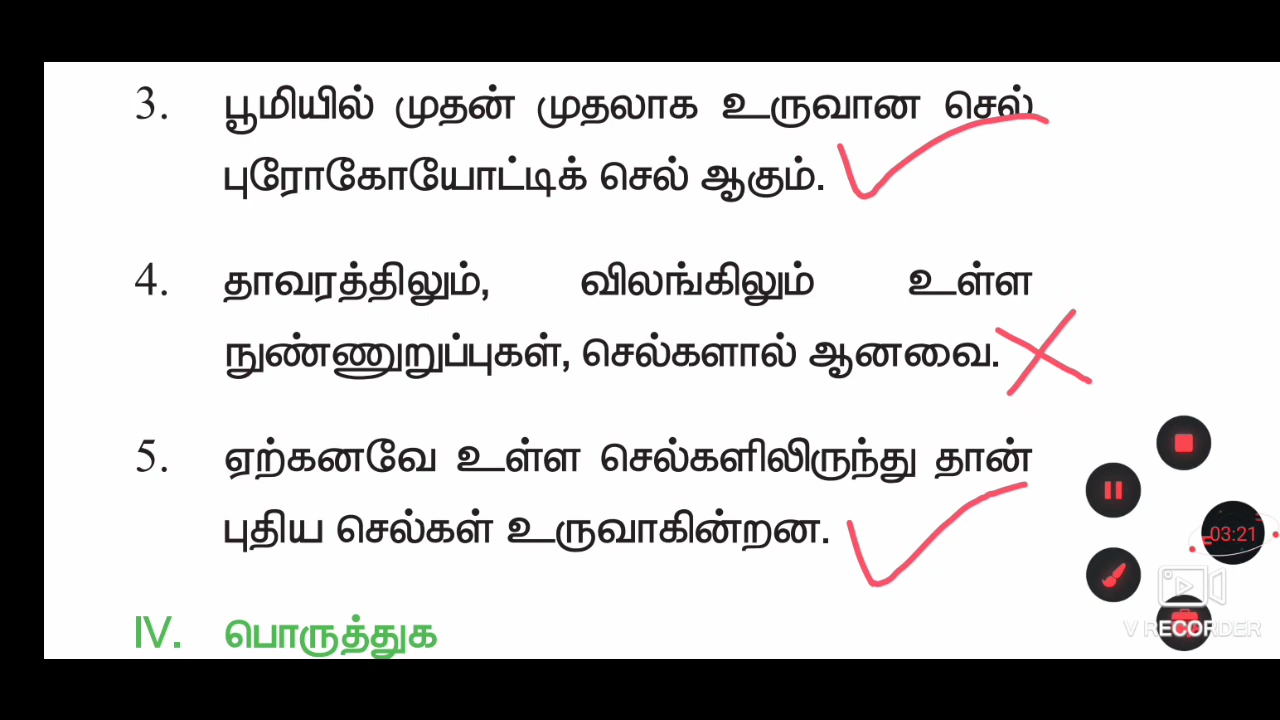 3. பூமியில் முதன் முதலாக உருவான செல்
புரோகோயோட்டிக் செல் ஆகும்.
4. தாவரத்திலும், விலங்கிலும் உள்ள
நுண்ணுறுப்புகள், செல்களால் ஆனவை.
5. ஏற்கனவே உள்ள செல்களிலிருந்து தான்
புதிய செல்கள் உருவாகின்றன.
03:21
V RECORDER
IV. பொருத்துக